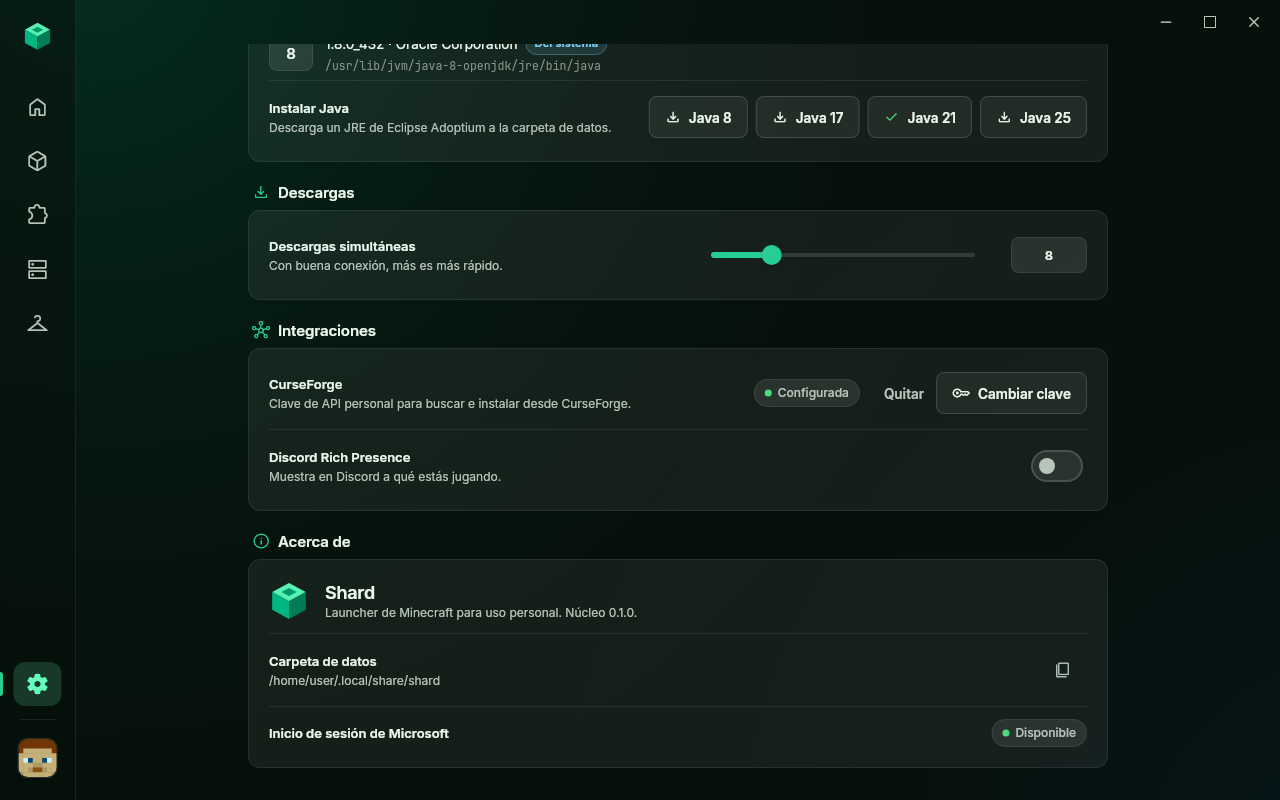 8
1.8.0_432 · Oracle Corporation
Del sistema
/usr/lib/jvm/java-8-openjdk/jre/bin/java
Instalar Java
Descarga un JRE de Eclipse Adoptium a la carpeta de datos.
Java 8
Java 17
Java 21
Java 25
Descargas
Descargas simultáneas
Con buena conexión, más es más rápido.
8
Integraciones
CurseForge
Clave de API personal para buscar e instalar desde CurseForge.
Configurada
Quitar
Cambiar clave
Discord Rich Presence
Muestra en Discord a qué estás jugando.
Acerca de
Shard
Launcher de Minecraft para uso personal. Núcleo 0.1.0.
Carpeta de datos
/home/user/.local/share/shard
Inicio de sesión de Microsoft
Disponible